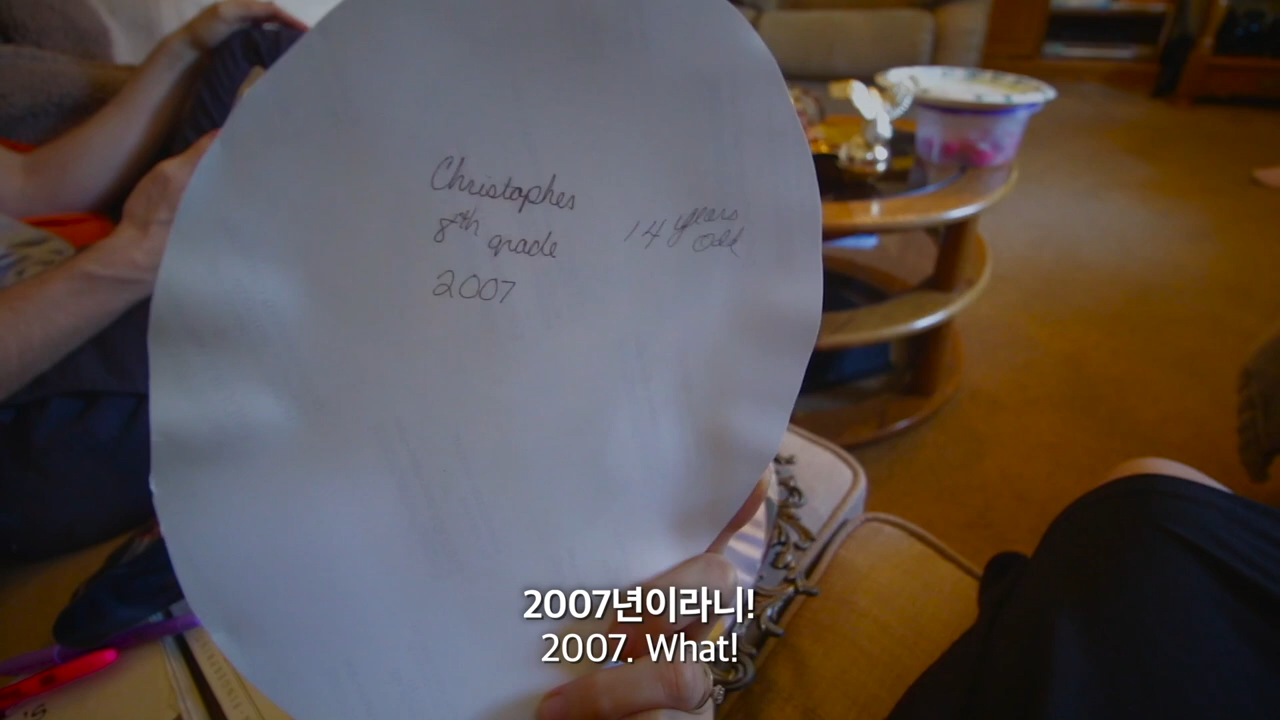 Christopher
8th grade
14 years old
2007
2007년이라니!
2007. What!